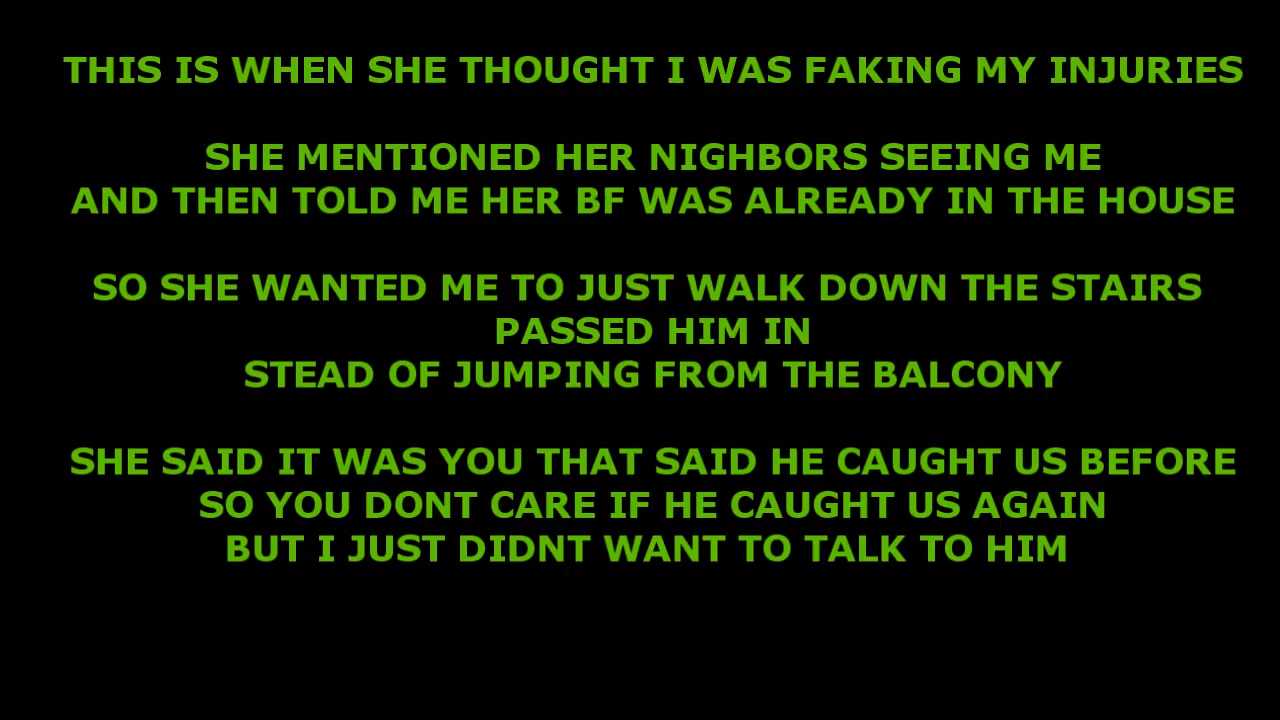 THIS IS WHEN SHE THOUGHT I WAS FAKING MY INJURIES
SHE MENTIONED HER NIGHBORS SEEING ME
AND THEN TOLD ME HER BF WAS ALREADY IN THE HOUSE
SO SHE WANTED ME TO JUST WALK DOWN THE STAIRS
PASSED HIM IN
STEAD OF JUMPING FROM THE BALCONY
SHE SAID IT WAS YOU THAT SAID HE CAUGHT US BEFORE
SO YOU DONT CARE IF HE CAUGHT US AGAIN
BUT I JUST DIDNT WANT TO TALK TO HIM